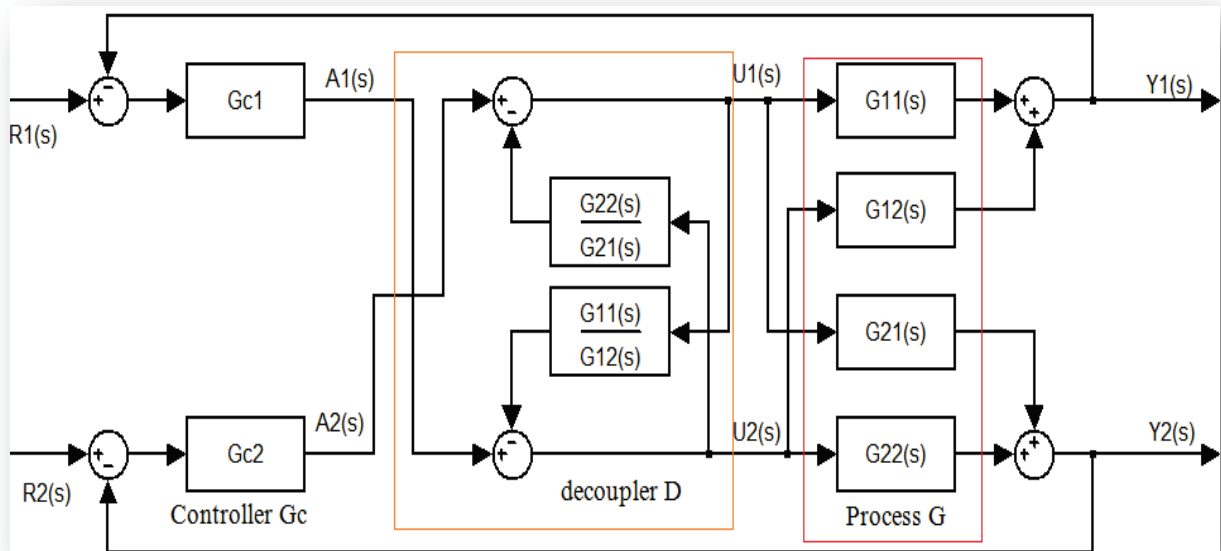 Gc1
A1(s)
U1(s)
G11(s)
Y1(s)
R1(s)
+
-
+
-
+
+
G22(s)
G21(s)
G12(s)
G11(s)
G12(s)
G21(s)
A2(s)
U2(s)
Y2(s)
+
-
Gc2
+
-
G22(s)
+
+
R2(s)
Controller Gc
decoupler D
Process G